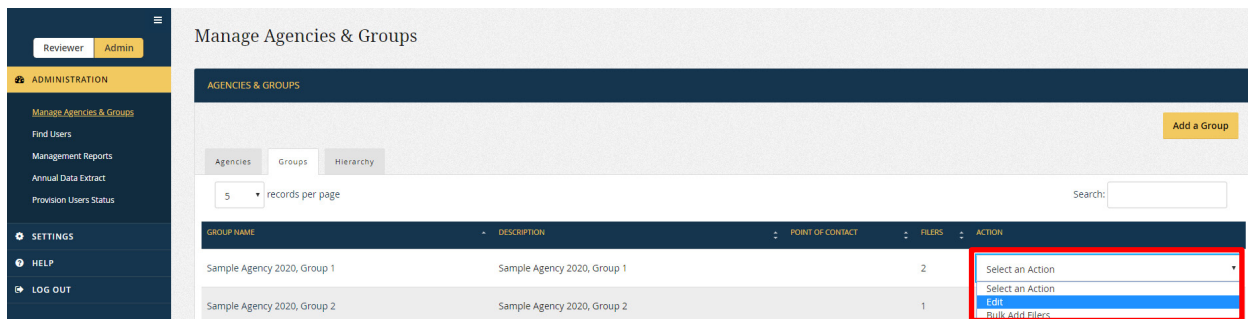 Reviewer Admin
ADMINISTRATION
Manage Agencies & Groups
Find Users
Management Reports
Annual Data Extract
Provision Users Status
SETTINGS
HELP
LOG OUT
Manage Agencies & Groups
AGENCIES & GROUPS
Add a Group
Agencies Groups Hierarchy
5 records per page Search:
GROUP NAME DESCRIPTION POINT OF CONTACT FILERS ACTION
Sample Agency 2020, Group 1 Sample Agency 2020, Group 1 2 Select an Action
Select an Action
Edit
Sample Agency 2020, Group 2 Sample Agency 2020, Group 2 1 Bulk Add Filers